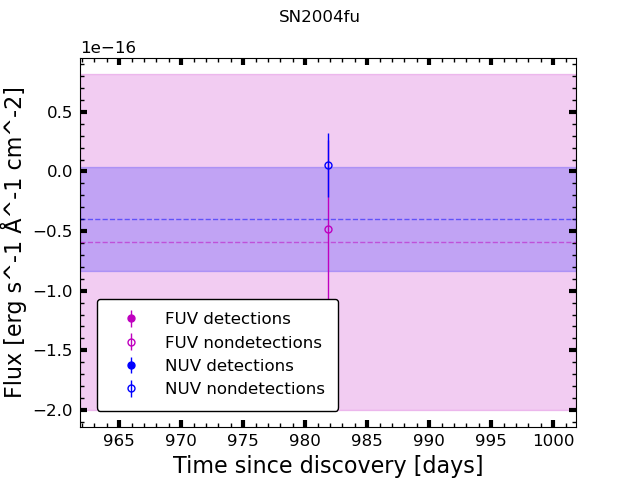 SN2004fu
1e−16
0.5
0.0
−0.5
−1.0
−1.5
−2.0
Flux [erg s^-1 Å^-1 cm^-2]
FUV detections
FUV nondetections
NUV detections
NUV nondetections
965 970 975 980 985 990 995 1000
Time since discovery [days]